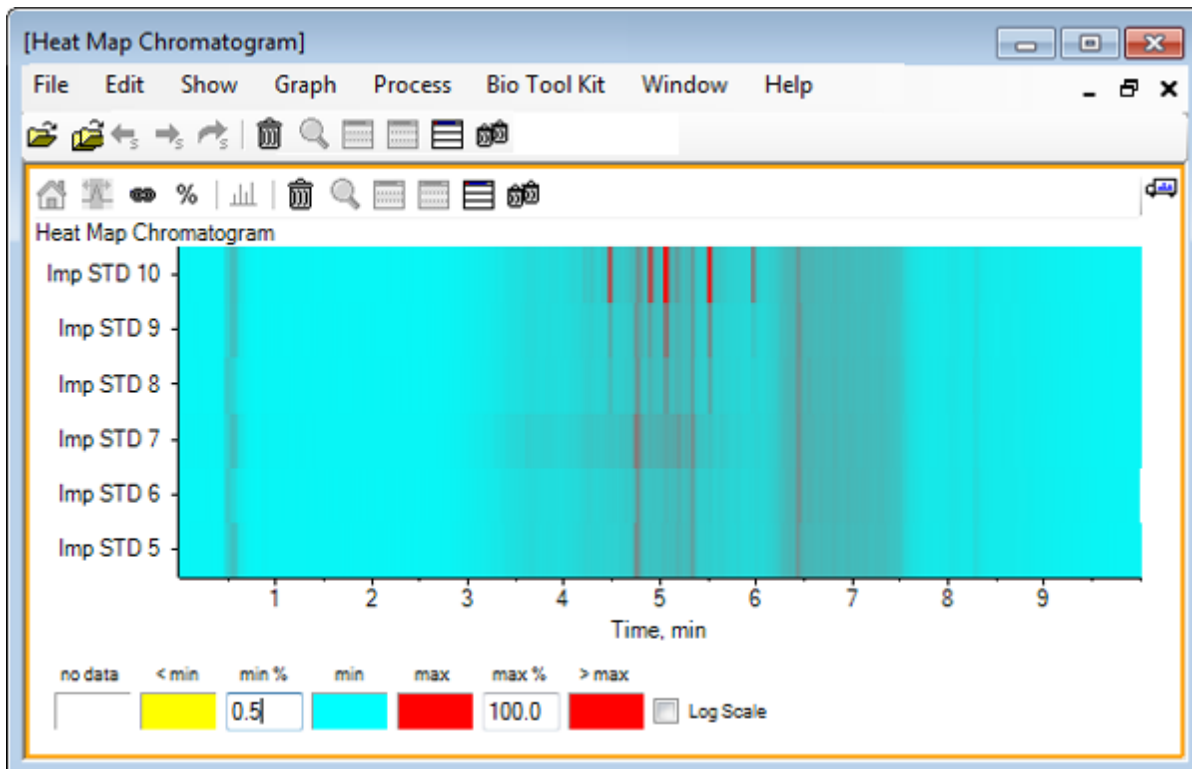 [Heat Map Chromatogram]
File Edit Show Graph Process Bio Tool Kit Window Help
%
Heat Map Chromatogram
Imp STD 10
Imp STD 9
Imp STD 8
Imp STD 7
Imp STD 6
Imp STD 5
1 2 3 4 5 6 7 8 9
Time, min
no data < min min % min max max % > max
0.5 100.0 Log Scale